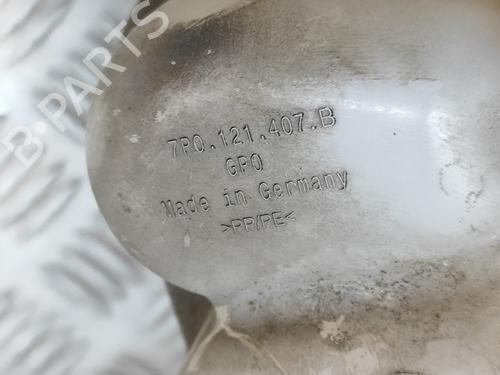 B PARTS
7P0.121.407.B
GPO
Made in Germany
>PP/PE<